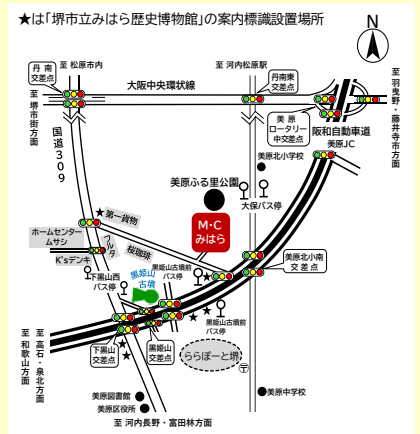 ★は「堺市立みはら歴史博物館」の案内標識設置場所
N
至 松原市内
至 河内松原駅
丹 南
交差点
大阪中央環状線
丹南東
交差点
至 羽曳野・藤井寺市方面
至 堺市街方面
国道309
美 原
ロータリー
中交差点
阪和自動車道
美原JC
美原北小学校
美原ふる里公園
大保バス停
★第一貨物
M・C
みはら
ホームセンター
ムサシ
フルタ
桜珈琲
K'sデンキ
美原北小南
交 差 点
下黒山西
バス停
黒姫山
古墳
黒姫山古墳前
バス停
黒姫山古墳前
バス停
至 和歌山方面
至 高石・泉北方面
下黒山
交差点
黒姫山
交差点
ららぽーと堺
〒
美原図書館
美原区役所
美原中学校
至 河内長野・富田林方面